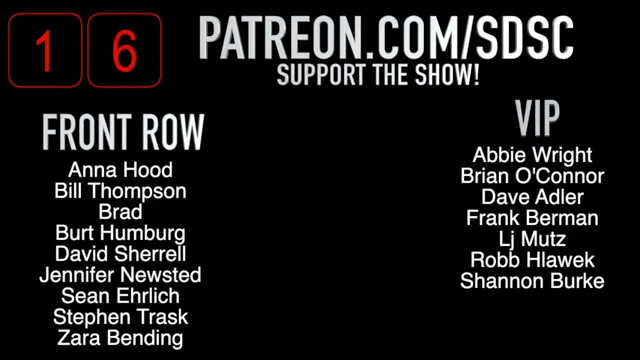 1 6
PATREON.COM/SDSC
SUPPORT THE SHOW!
FRONT ROW
Anna Hood
Bill Thompson
Brad
Burt Humburg
David Sherrell
Jennifer Newsted
Sean Ehrlich
Stephen Trask
Zara Bending
VIP
Abbie Wright
Brian O'Connor
Dave Adler
Frank Berman
Lj Mutz
Robb Hlawek
Shannon Burke